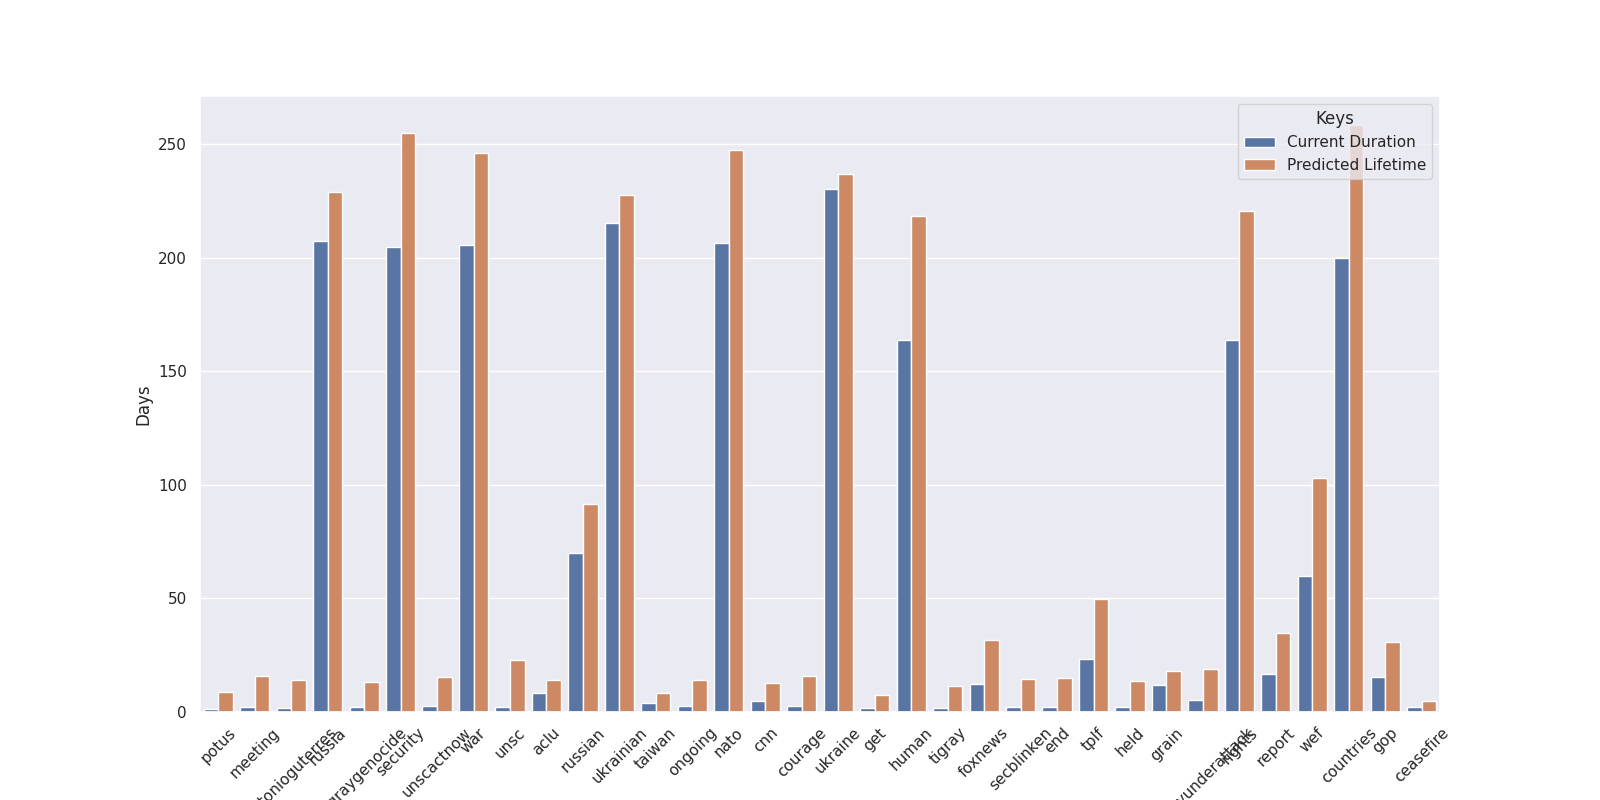 Keys
Current Duration
Predicted Lifetime
Days
250
200
150
100
50
0
potus
meeting
russia
security
unscactnow
war
unsc
aclu
russian
ukrainian
taiwan
ongoing
nato
cnn
courage
ukraine
get
human
tigray
foxnews
secblinken
end
tplf
held
grain
rights
report
wef
countries
gop
ceasefire